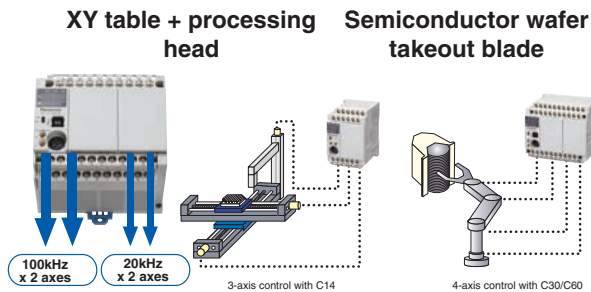 XY table + processing
head
Semiconductor wafer
takeout blade
100kHz
x 2 axes
20kHz
x 2 axes
3-axis control with C14
4-axis control with C30/C60